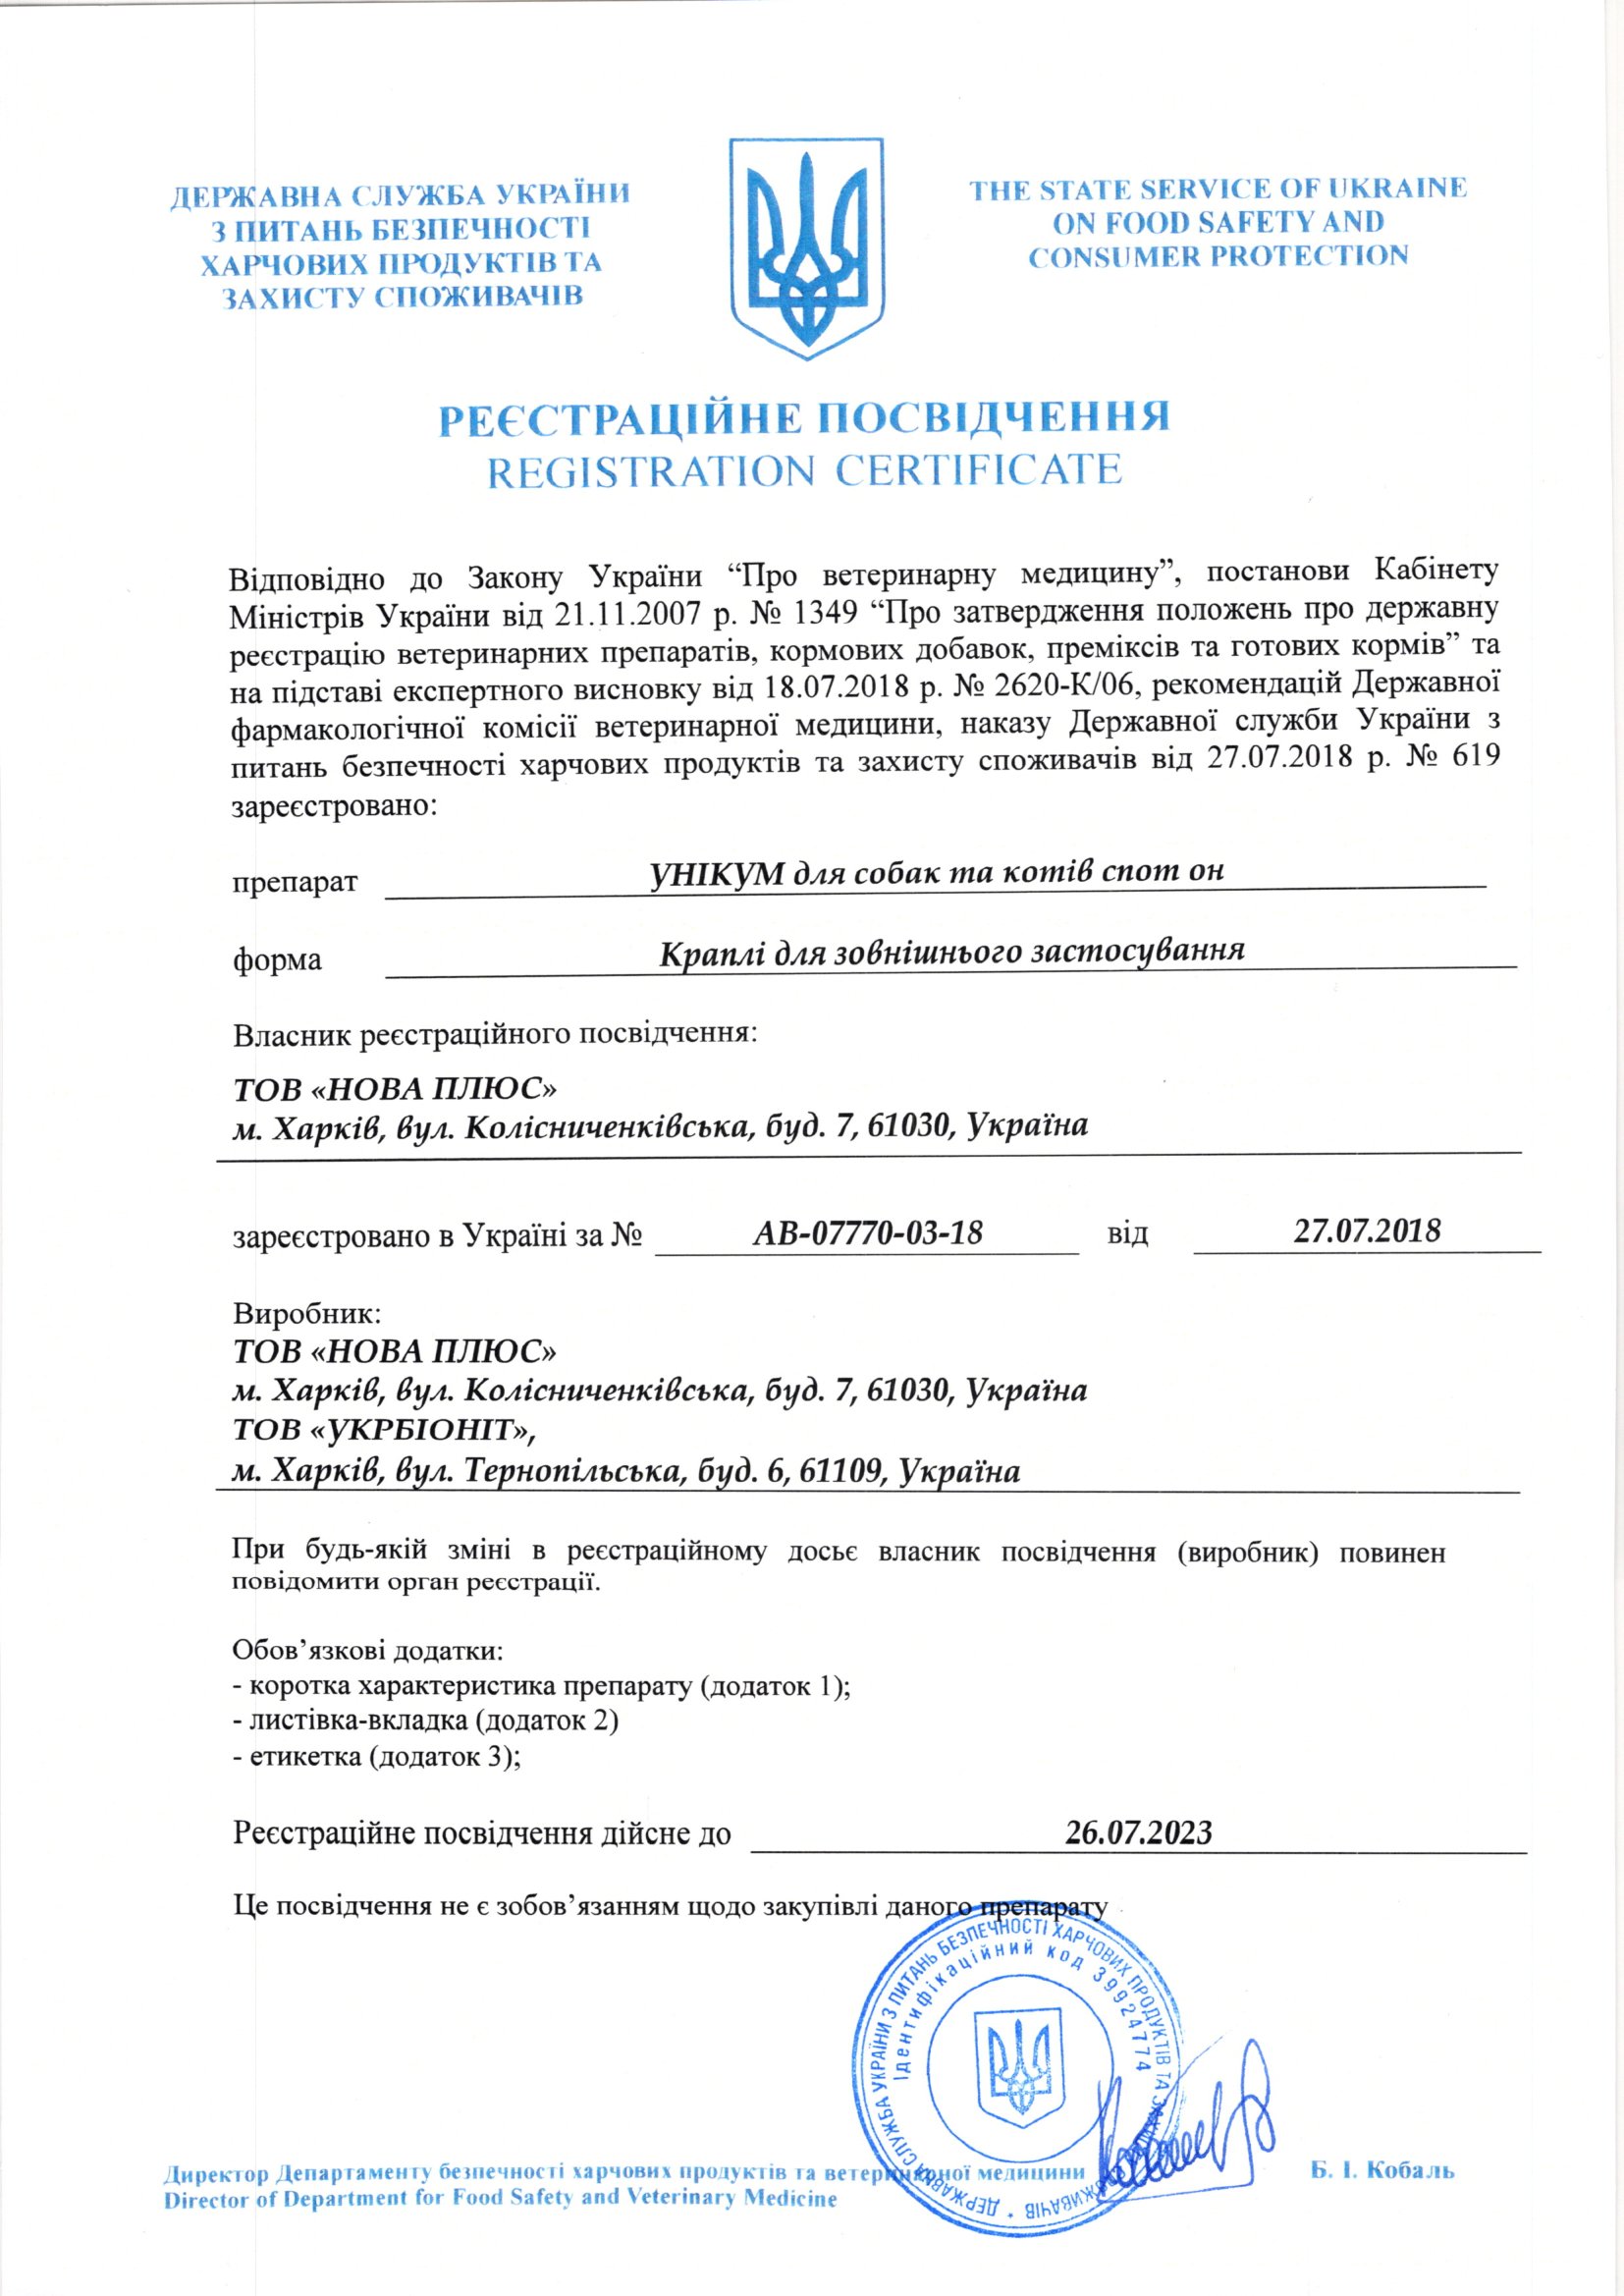 ДЕРЖАВНА СЛУЖБА УКРАЇНИ
З ПИТАНЬ БЕЗПЕЧНОСТІ
ХАРЧОВИХ ПРОДУКТІВ ТА
ЗАХИСТУ СПОЖИВАЧІВ
THE STATE SERVICE OF UKRAINE
ON FOOD SAFETY AND
CONSUMER PROTECTION
РЕЄСТРАЦІЙНЕ ПОСВІДЧЕННЯ
REGISTRATION CERTIFICATE
Відповідно до Закону України “Про ветеринарну медицину”, постанови Кабінету
Міністрів України від 21.11.2007 р. № 1349 “Про затвердження положень про державну
реєстрацію ветеринарних препаратів, кормових добавок, преміксів та готових кормів” та
на підставі експертного висновку від 18.07.2018 р. № 2620-К/06, рекомендацій Державної
фармакологічної комісії ветеринарної медицини, наказу Державної служби України з
питань безпечності харчових продуктів та захисту споживачів від 27.07.2018 р. № 619
зареєстровано:
препарат УНІКУМ для собак та котів спот он
форма Краплі для зовнішнього застосування
Власник реєстраційного посвідчення:
ТОВ «НОВА ПЛЮС»
м. Харків, вул. Колісниченківська, буд. 7, 61030, Україна
зареєстровано в Україні за № АВ-07770-03-18 від 27.07.2018
Виробник:
ТОВ «НОВА ПЛЮС»
м. Харків, вул. Колісниченківська, буд. 7, 61030, Україна
ТОВ «УКРБІОНІТ»,
м. Харків, вул. Тернопільська, буд. 6, 61109, Україна
При будь-якій зміні в реєстраційному досьє власник посвідчення (виробник) повинен
повідомити орган реєстрації.
Обов’язкові додатки:
- коротка характеристика препарату (додаток 1);
- листівка-вкладка (додаток 2)
- етикетка (додаток 3);
Реєстраційне посвідчення дійсне до 26.07.2023
Це посвідчення не є зобов’язанням щодо закупівлі даного препарату
ДЕРЖАВНА СЛУЖБА УКРАЇНИ З ПИТАНЬ БЕЗПЕЧНОСТІ ХАРЧОВИХ ПРОДУКТІВ ТА ЗАХИСТУ СПОЖИВАЧІВ *
Ідентифікаційний код 39924774
Директор Департаменту безпечності харчових продуктів та ветеринарної медицини Б. І. Кобаль
Director of Department for Food Safety and Veterinary Medicine